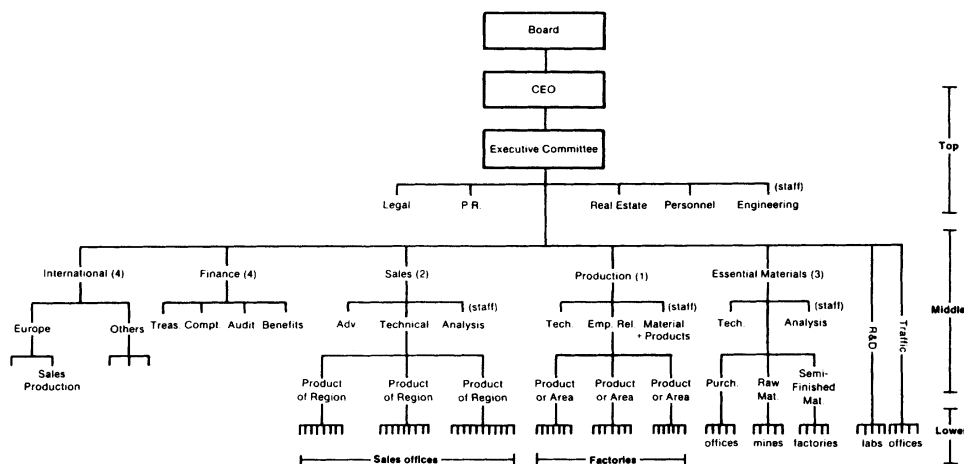 Board
CEO
Executive Committee
Top
(staff)
Legal
P.R.
Real Estate
Personnel
Engineering
International (4)
Finance (4)
Sales (2)
Production (1)
Essential Materials (3)
Middle
(staff)
(staff)
(staff)
Europe
Others
Treas.
Compt.
Audit
Benefits
Adv.
Technical
Analysis
Tech.
Emp. Rel.
Material
+ Products
Tech.
Analysis
R&D
Traffic
Sales
Production
Product
of Region
Product
of Region
Product
of Region
Product
or Area
Product
or Area
Product
or Area
Purch.
Raw
Mat.
Semi-
Finished
Mat.
Lower
offices
mines
factories
labs
offices
Sales offices
Factories